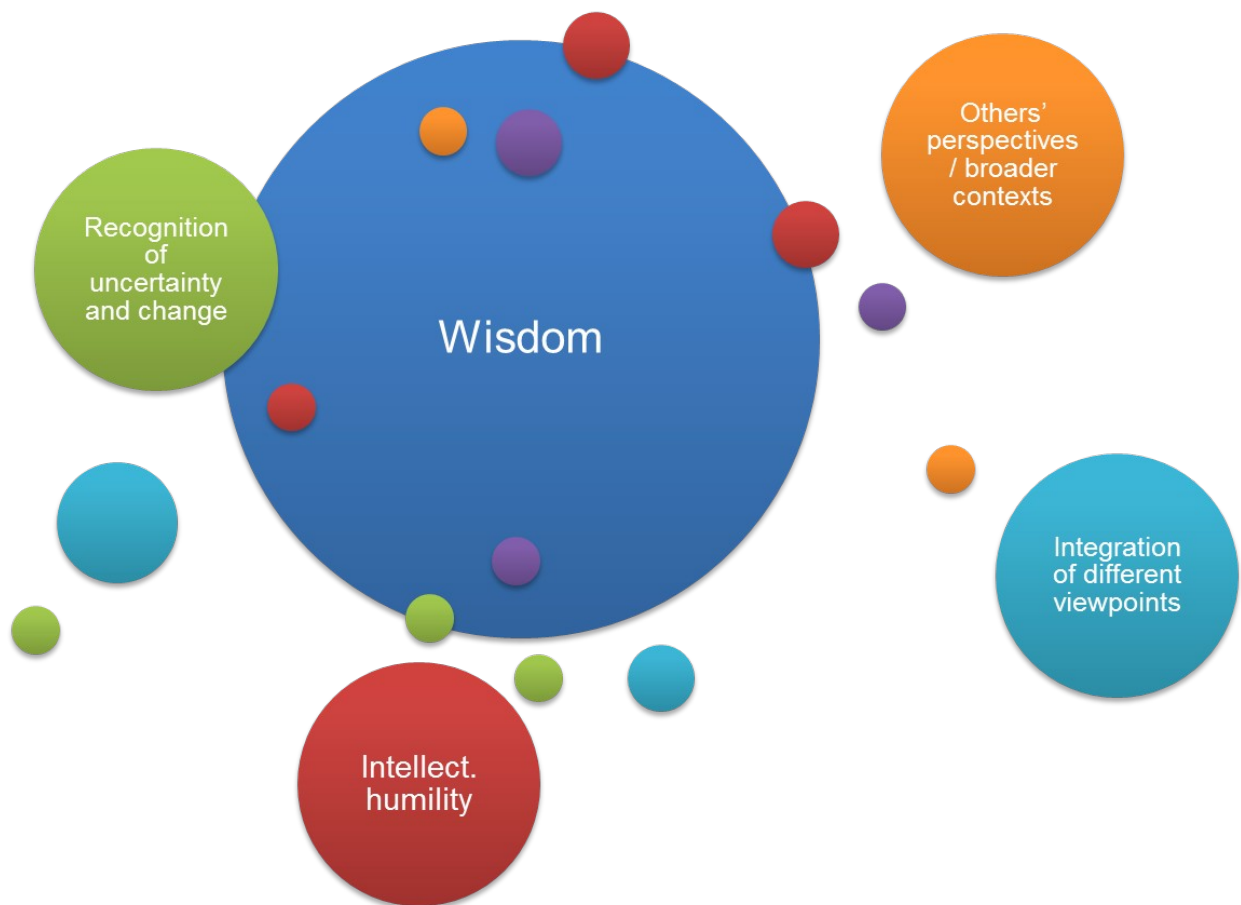 Others'
perspectives
/ broader
contexts
Recognition
of
uncertainty
and change
Wisdom
Integration
of different
viewpoints
Intellect.
humility